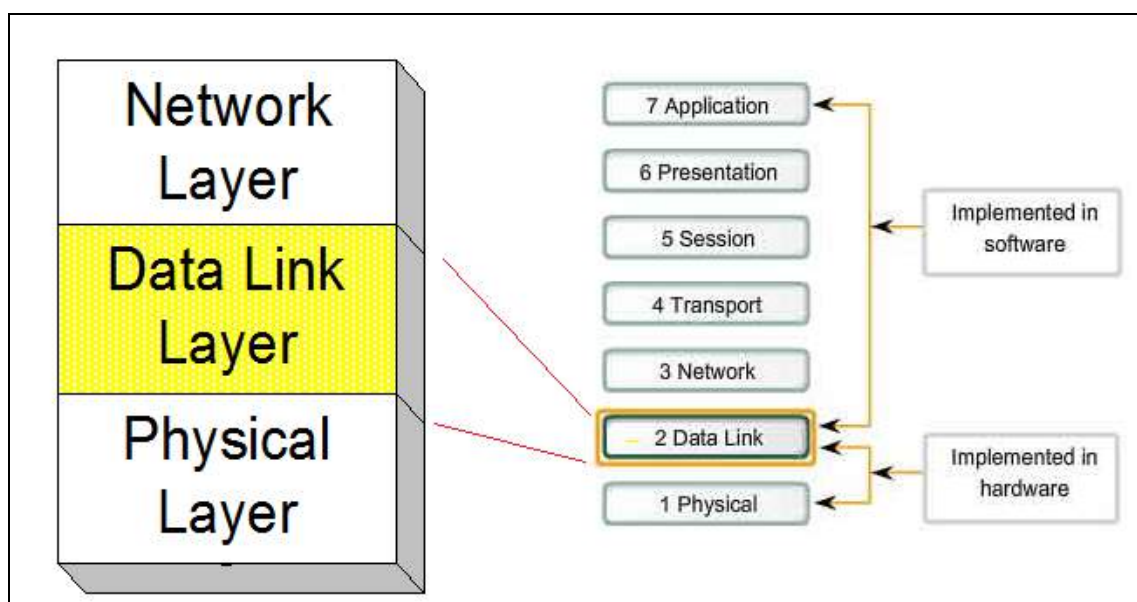 Network
Layer
Data Link
Layer
Physical
Layer
7 Application
6 Presentation
5 Session
4 Transport
3 Network
2 Data Link
1 Physical
Implemented in
software
Implemented in
hardware